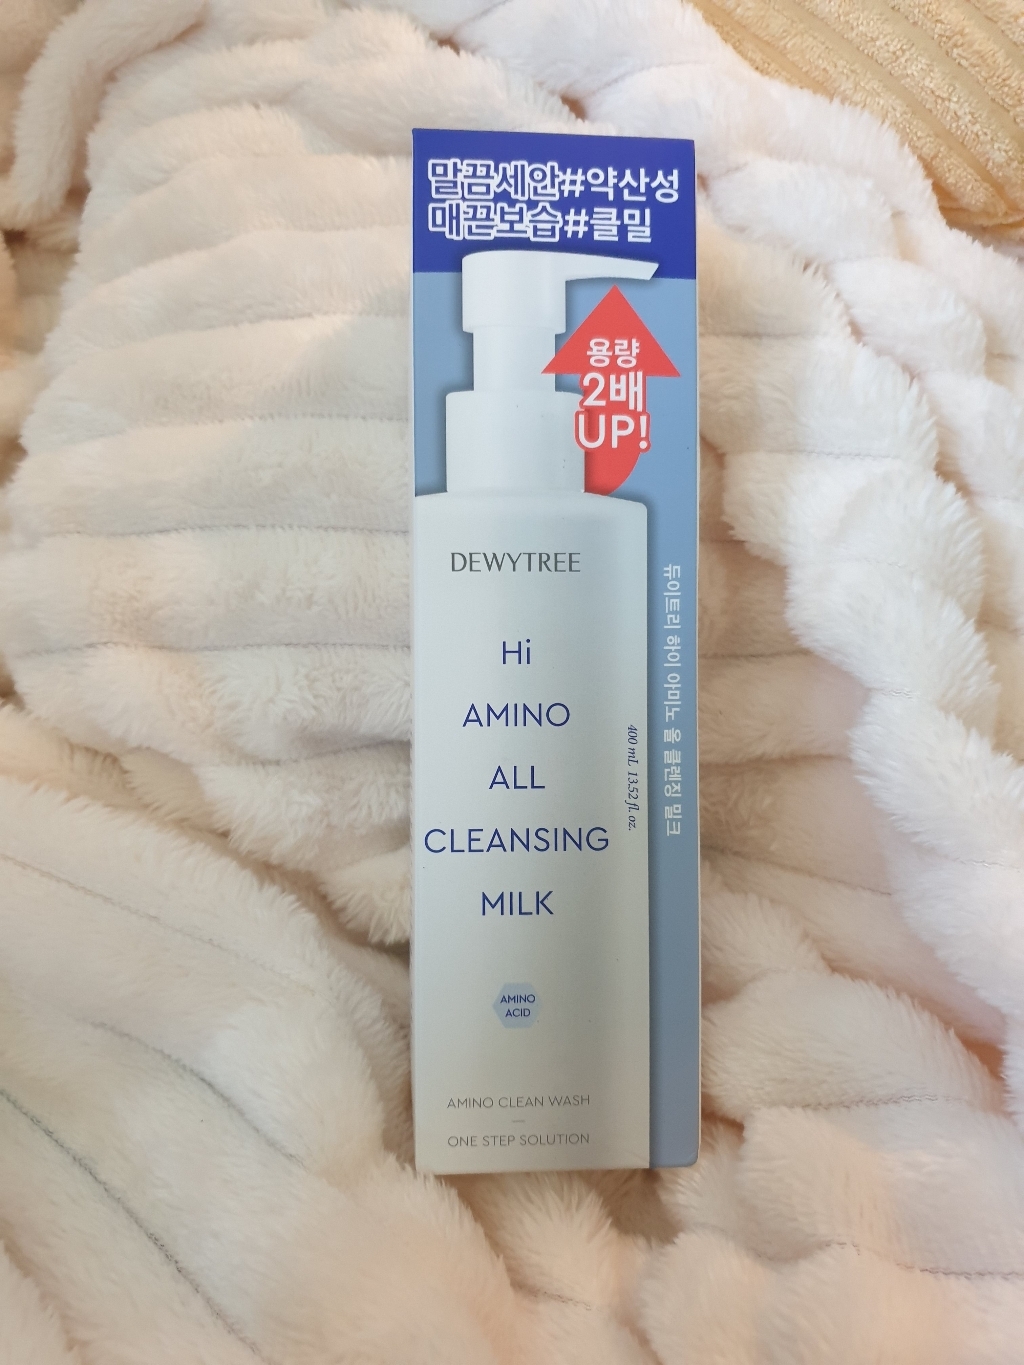 말끔세안#약산성
매끈보습#클밀
용량
2배
UP!
DEWYTREE
Hi
AMINO
ALL
CLEANSING
MILK
400 mL 13.52 fl. oz.
듀이트리 하이 아미노 올 클렌징 밀크
AMINO
ACID
AMINO CLEAN WASH
ONE STEP SOLUTION